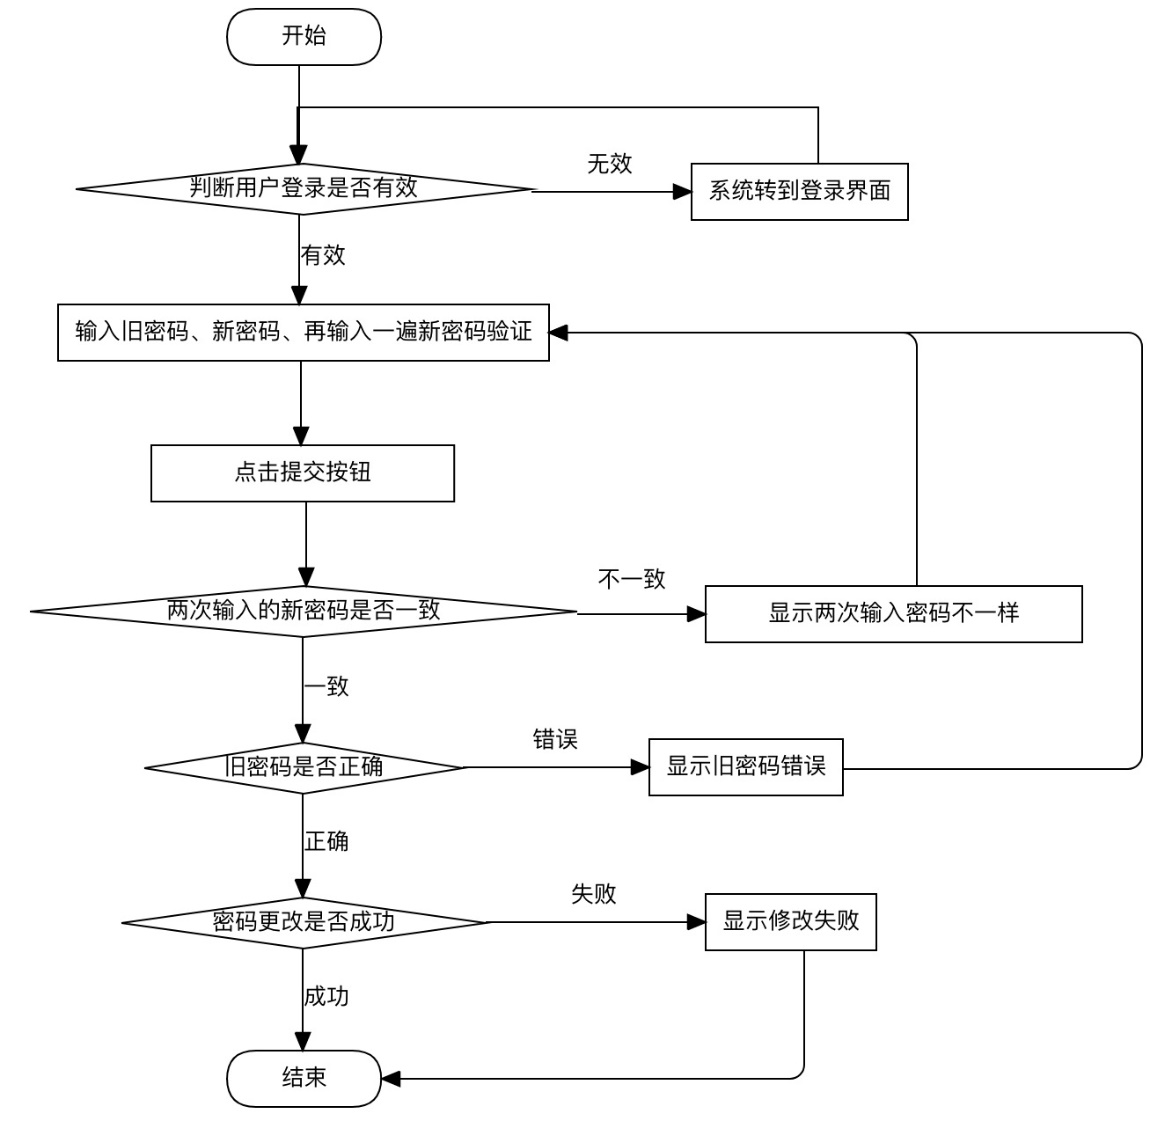 开始
判断用户登录是否有效
无效
系统转到登录界面
有效
输入旧密码、新密码、再输入一遍新密码验证
点击提交按钮
两次输入的新密码是否一致
不一致
显示两次输入密码不一样
一致
旧密码是否正确
错误
显示旧密码错误
正确
密码更改是否成功
失败
显示修改失败
成功
结束